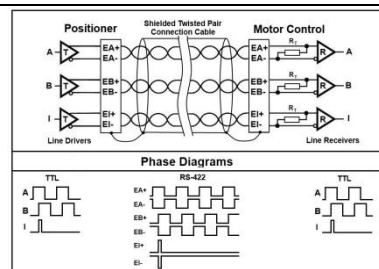 Positioner
Shielded Twisted Pair
Connection Cable
Motor Control
A
T
EA+
EA-
EA+
EA-
RT
R
A
B
T
EB+
EB-
EB+
EB-
RT
R
B
I
T
EI+
EI-
EI+
EI-
RT
R
I
Line Drivers
Line Receivers
Phase Diagrams
TTL
RS-422
TTL
A
B
I
EA+
EA-
EB+
EB-
EI+
EI-
A
B
I